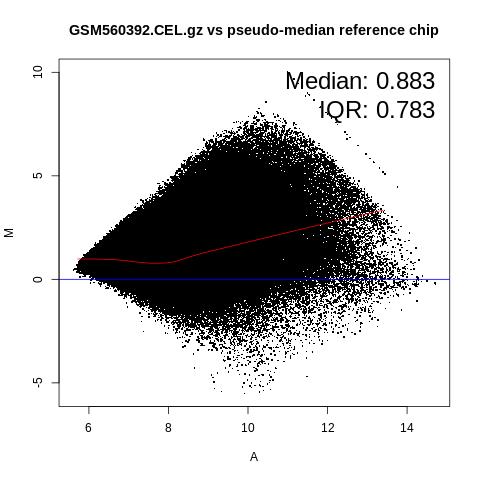 GSM560392.CEL.gz vs pseudo-median reference chip
Median: 0.883
IQR: 0.783
10
5
0
-5
M
6 8 10 12 14
A